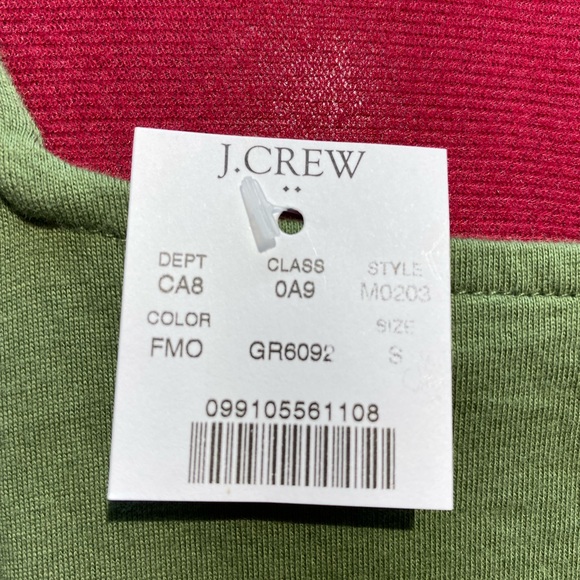 J.CREW
DEPT CLASS STYLE
CA8 0A9 M0203
COLOR SIZE
FMO GR6092 S
099105561108